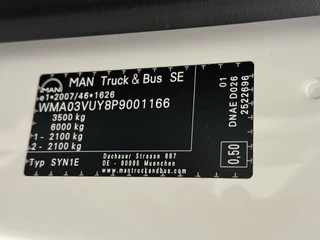 MAN
MAN Truck & Bus SE
e1*2007/46*1626
WMA03VUY8P9001166
3500 kg
6000 kg
1 - 2100 kg
2 - 2100 kg
Typ SYN1E
Dachauer Strasse 667
DE - 80995 Muenchen
www.mantruckandbus.com
01
DNAE D026
2522696
0,50